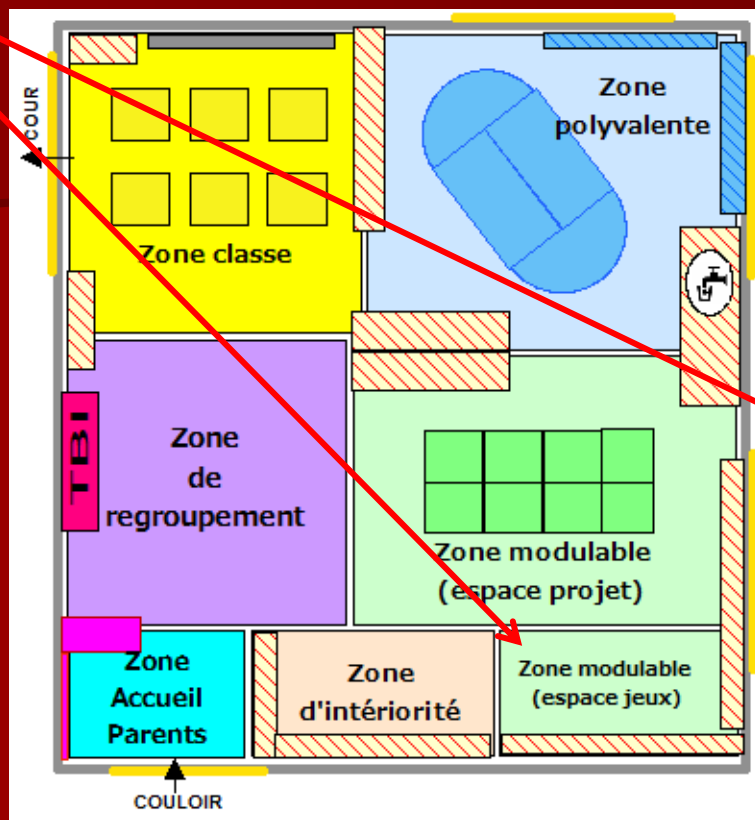 COUR
Zone classe
Zone
polyvalente
TBI
Zone
de
regroupement
Zone modulable
(espace projet)
Zone
Accueil
Parents
Zone
d'intériorité
Zone modulable
(espace jeux)
COULOIR